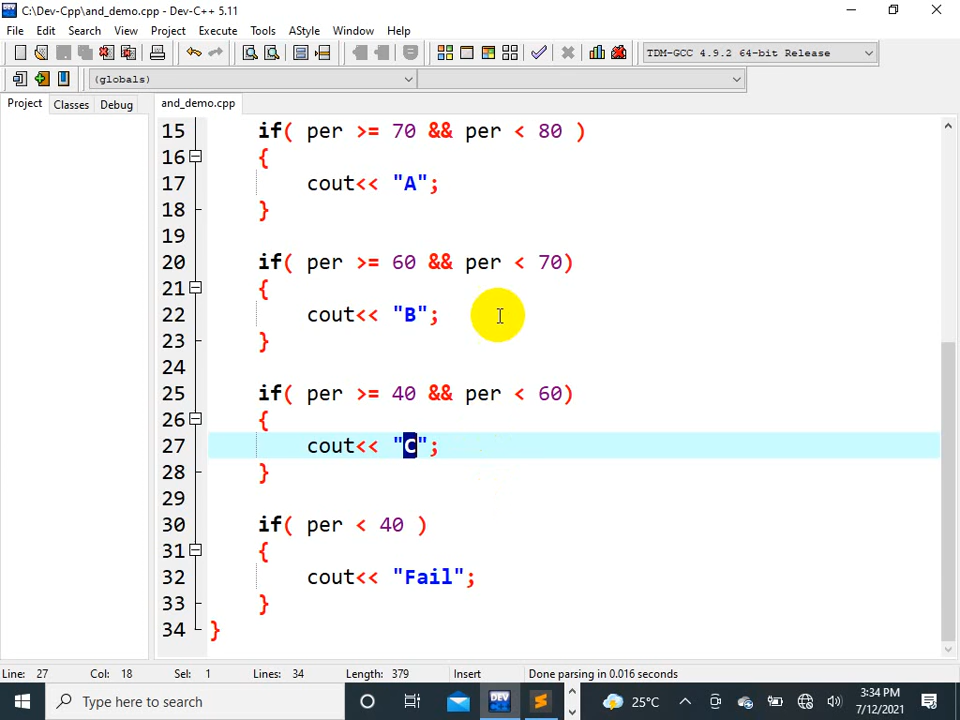 C:\Dev-Cpp\and_demo.cpp - Dev-C++ 5.11
File Edit Search View Project Execute Tools AStyle Window Help
TDM-GCC 4.9.2 64-bit Release
(globals)
Project Classes Debug
and_demo.cpp
15 if( per >= 70 && per < 80 )
16 {
17 cout<< "A";
18 }
19
20 if( per >= 60 && per < 70)
21 {
22 cout<< "B";
23 }
24
25 if( per >= 40 && per < 60)
26 {
27 cout<< "C";
28 }
29
30 if( per < 40 )
31 {
32 cout<< "Fail";
33 }
34 }
Line: 27 Col: 18 Sel: 1 Lines: 34 Length: 379 Insert Done parsing in 0.016 seconds
Type here to search
DEV
25°C
3:34 PM
7/12/2021